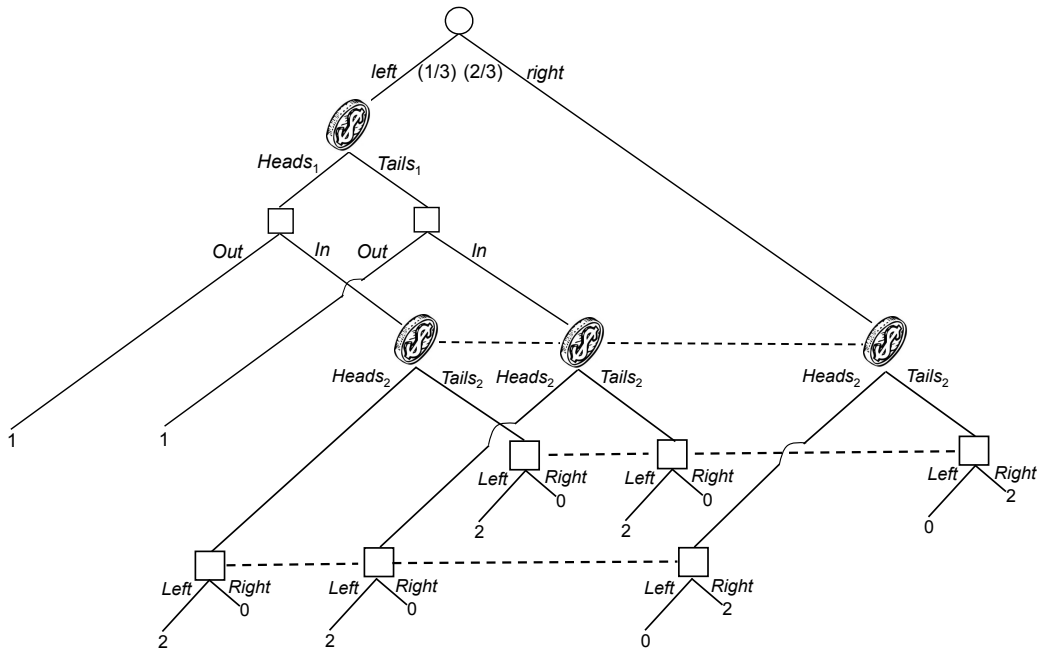 left (1/3) (2/3) right
Heads1 Tails1
Out In Out In
Heads2 Tails2 Heads2 Tails2 Heads2 Tails2
1 1
Left Right Left Right Left Right
0 0 2
2 2 0
Left Right Left Right Left Right
0 0 2
2 2 0